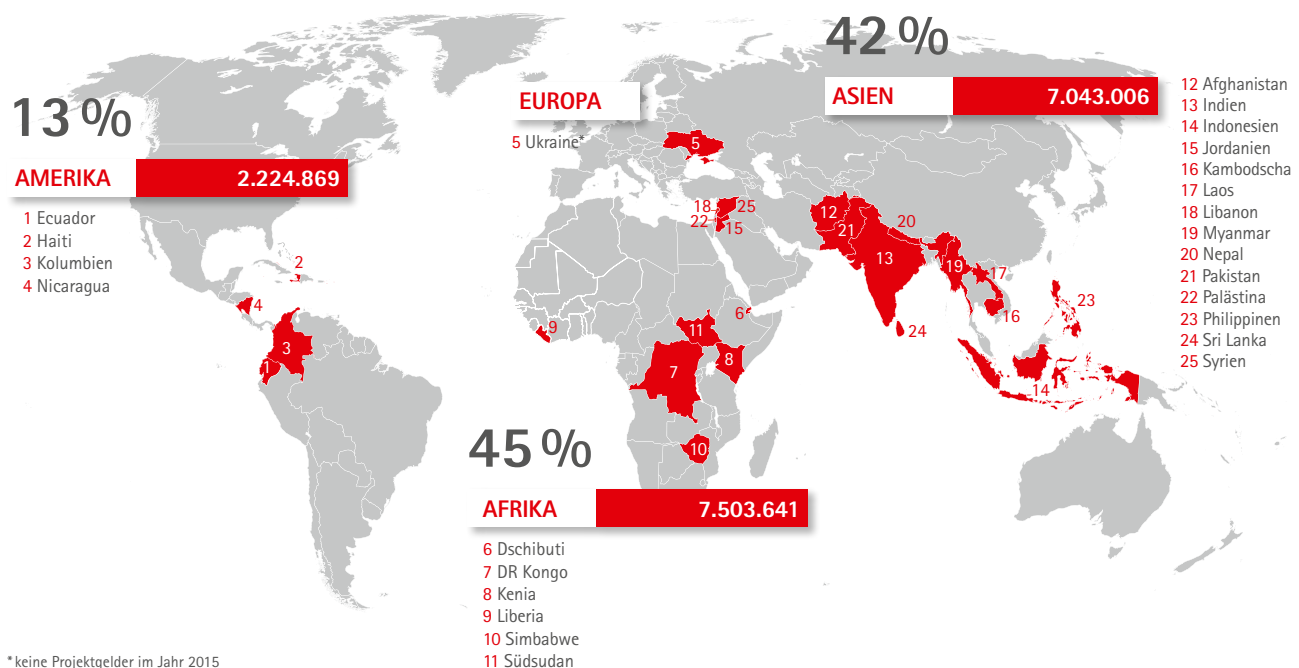 13 %
AMERIKA 2.224.869
1 Ecuador
2 Haiti
3 Kolumbien
4 Nicaragua
EUROPA
5 Ukraine*
42 %
ASIEN 7.043.006
12 Afghanistan
13 Indien
14 Indonesien
15 Jordanien
16 Kambodscha
17 Laos
18 Libanon
19 Myanmar
20 Nepal
21 Pakistan
22 Palästina
23 Philippinen
24 Sri Lanka
25 Syrien
45 %
AFRIKA 7.503.641
6 Dschibuti
7 DR Kongo
8 Kenia
9 Liberia
10 Simbabwe
11 Südsudan
5
18 25
22 15
12
21
20
13
19
17
16
23
24
14
2
4
3
1
9
6
11
8
7
10
* keine Projektgelder im Jahr 2015